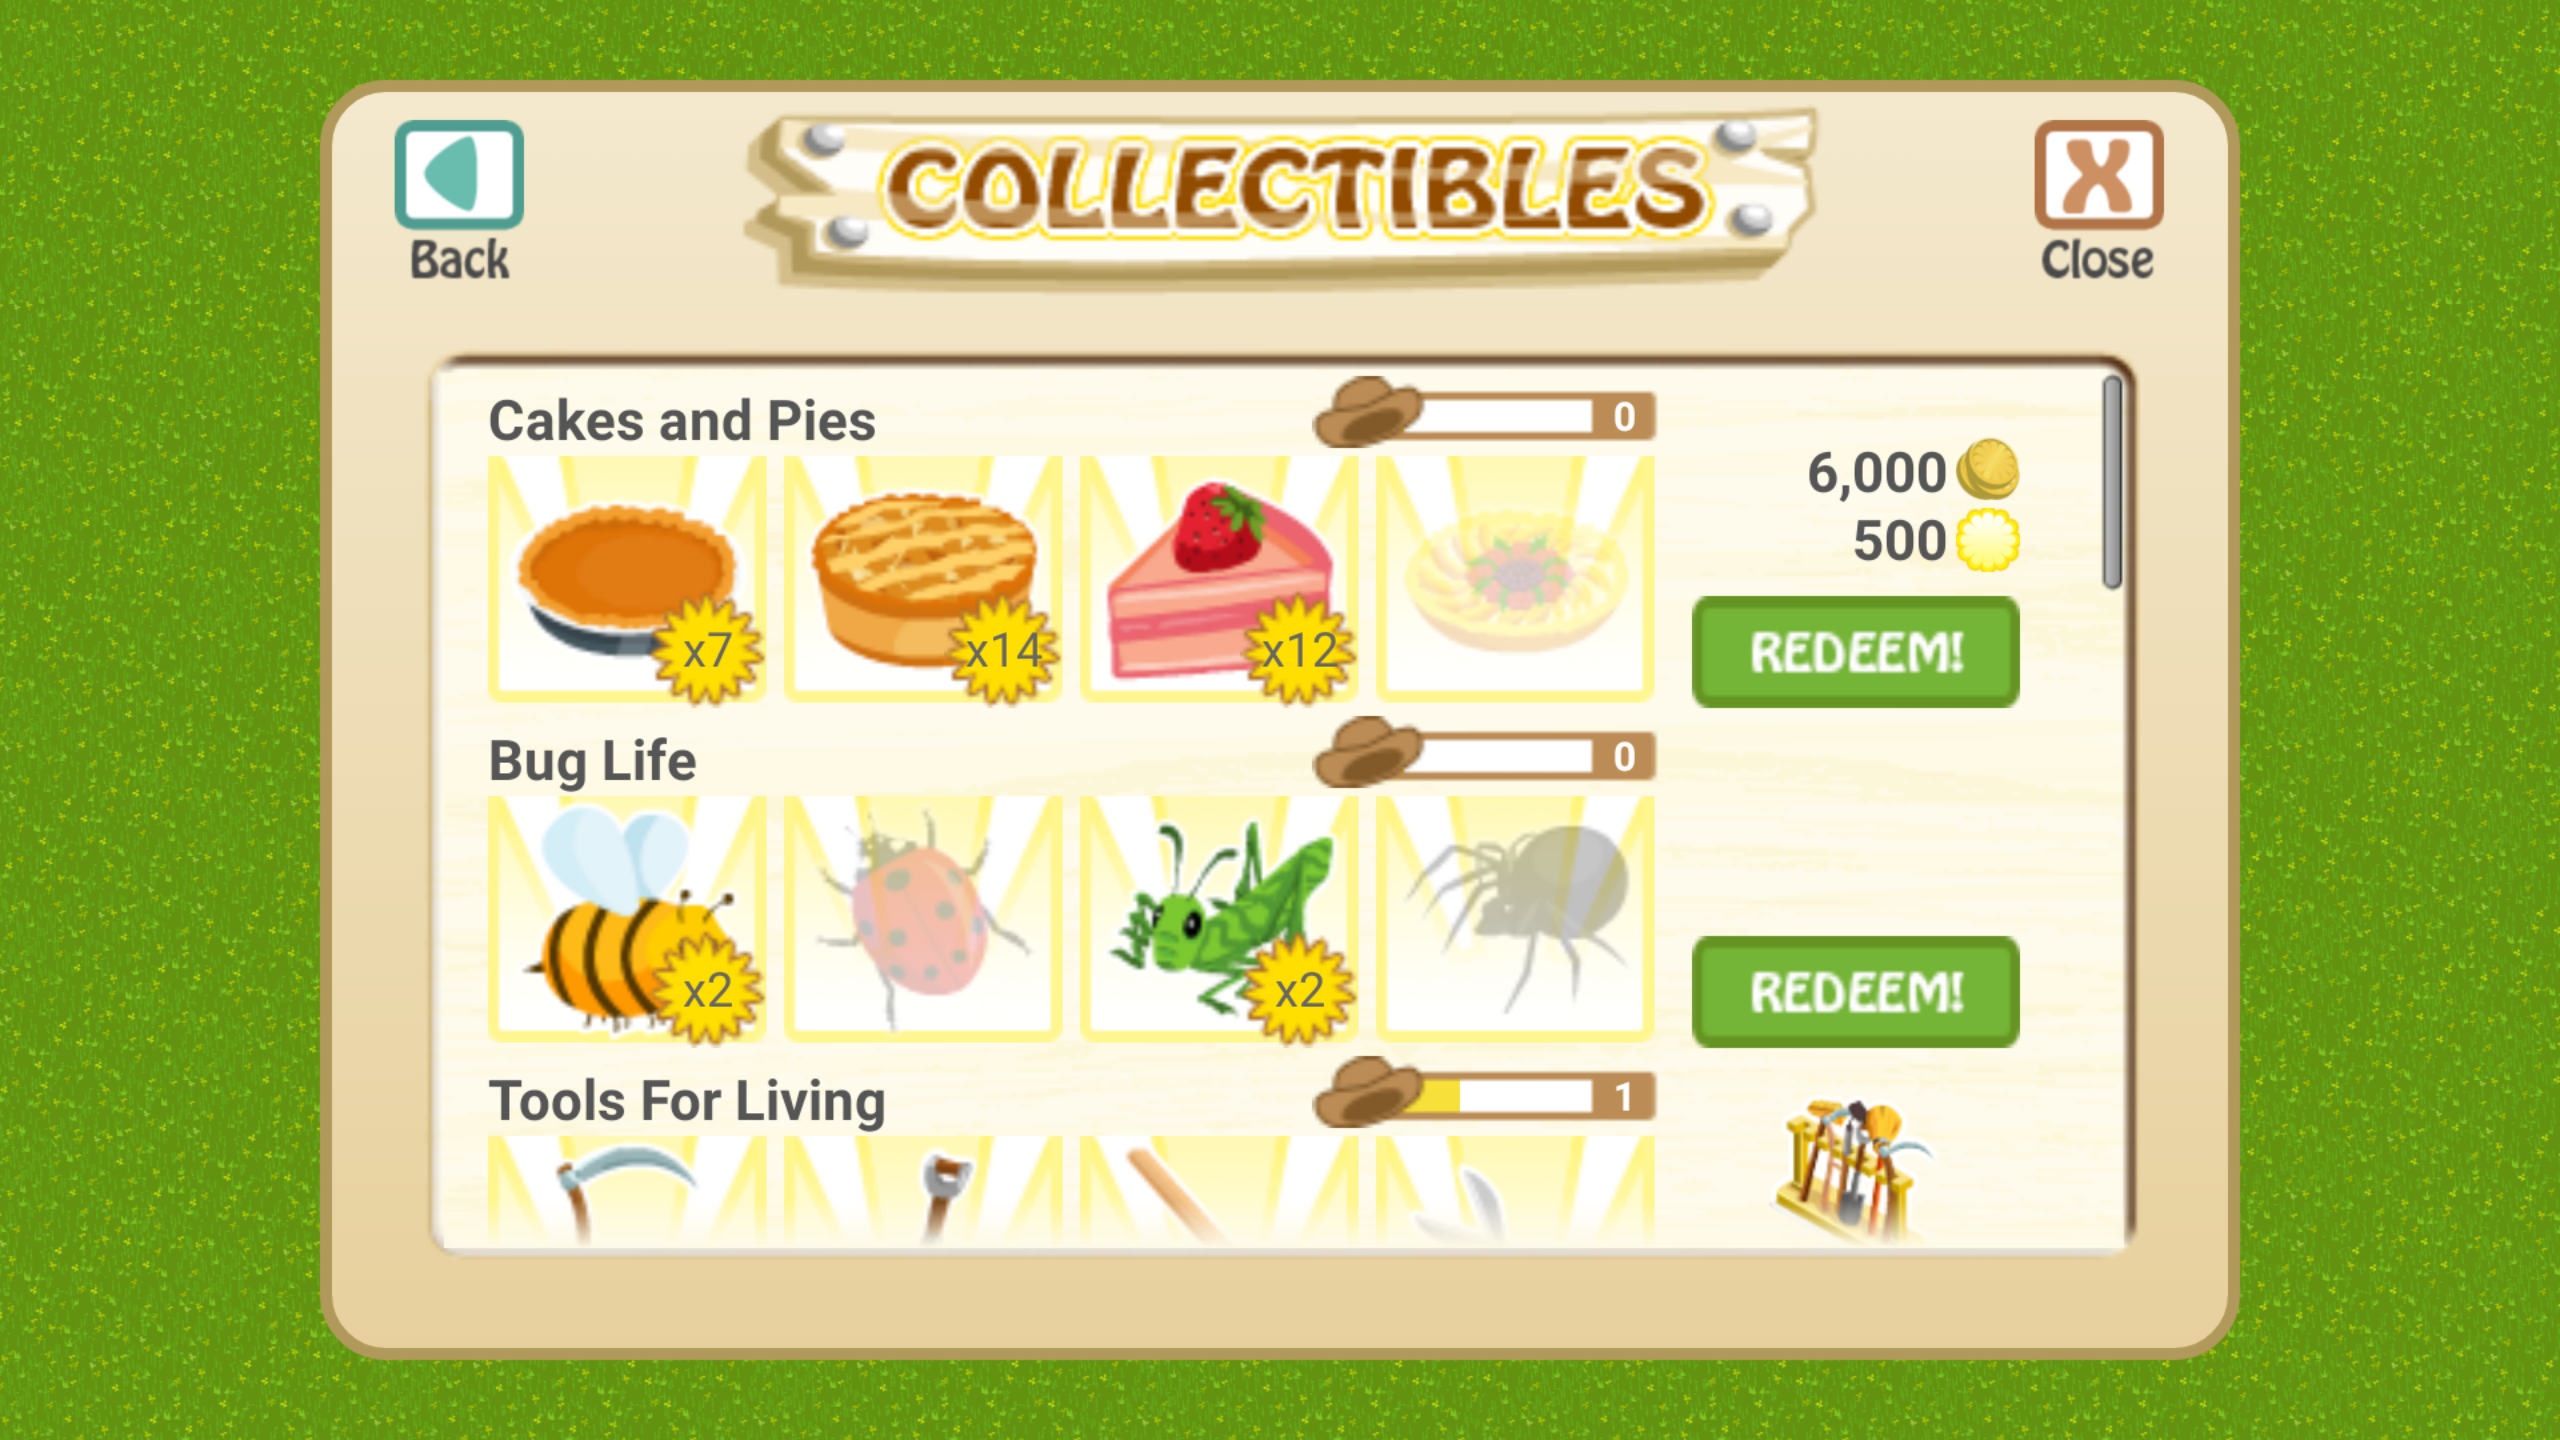 COLLECTIBLES
Back
Close
Cakes and Pies
0
6,000
500
x7
x14
x12
REDEEM!
Bug Life
0
x2
x2
REDEEM!
Tools For Living
1